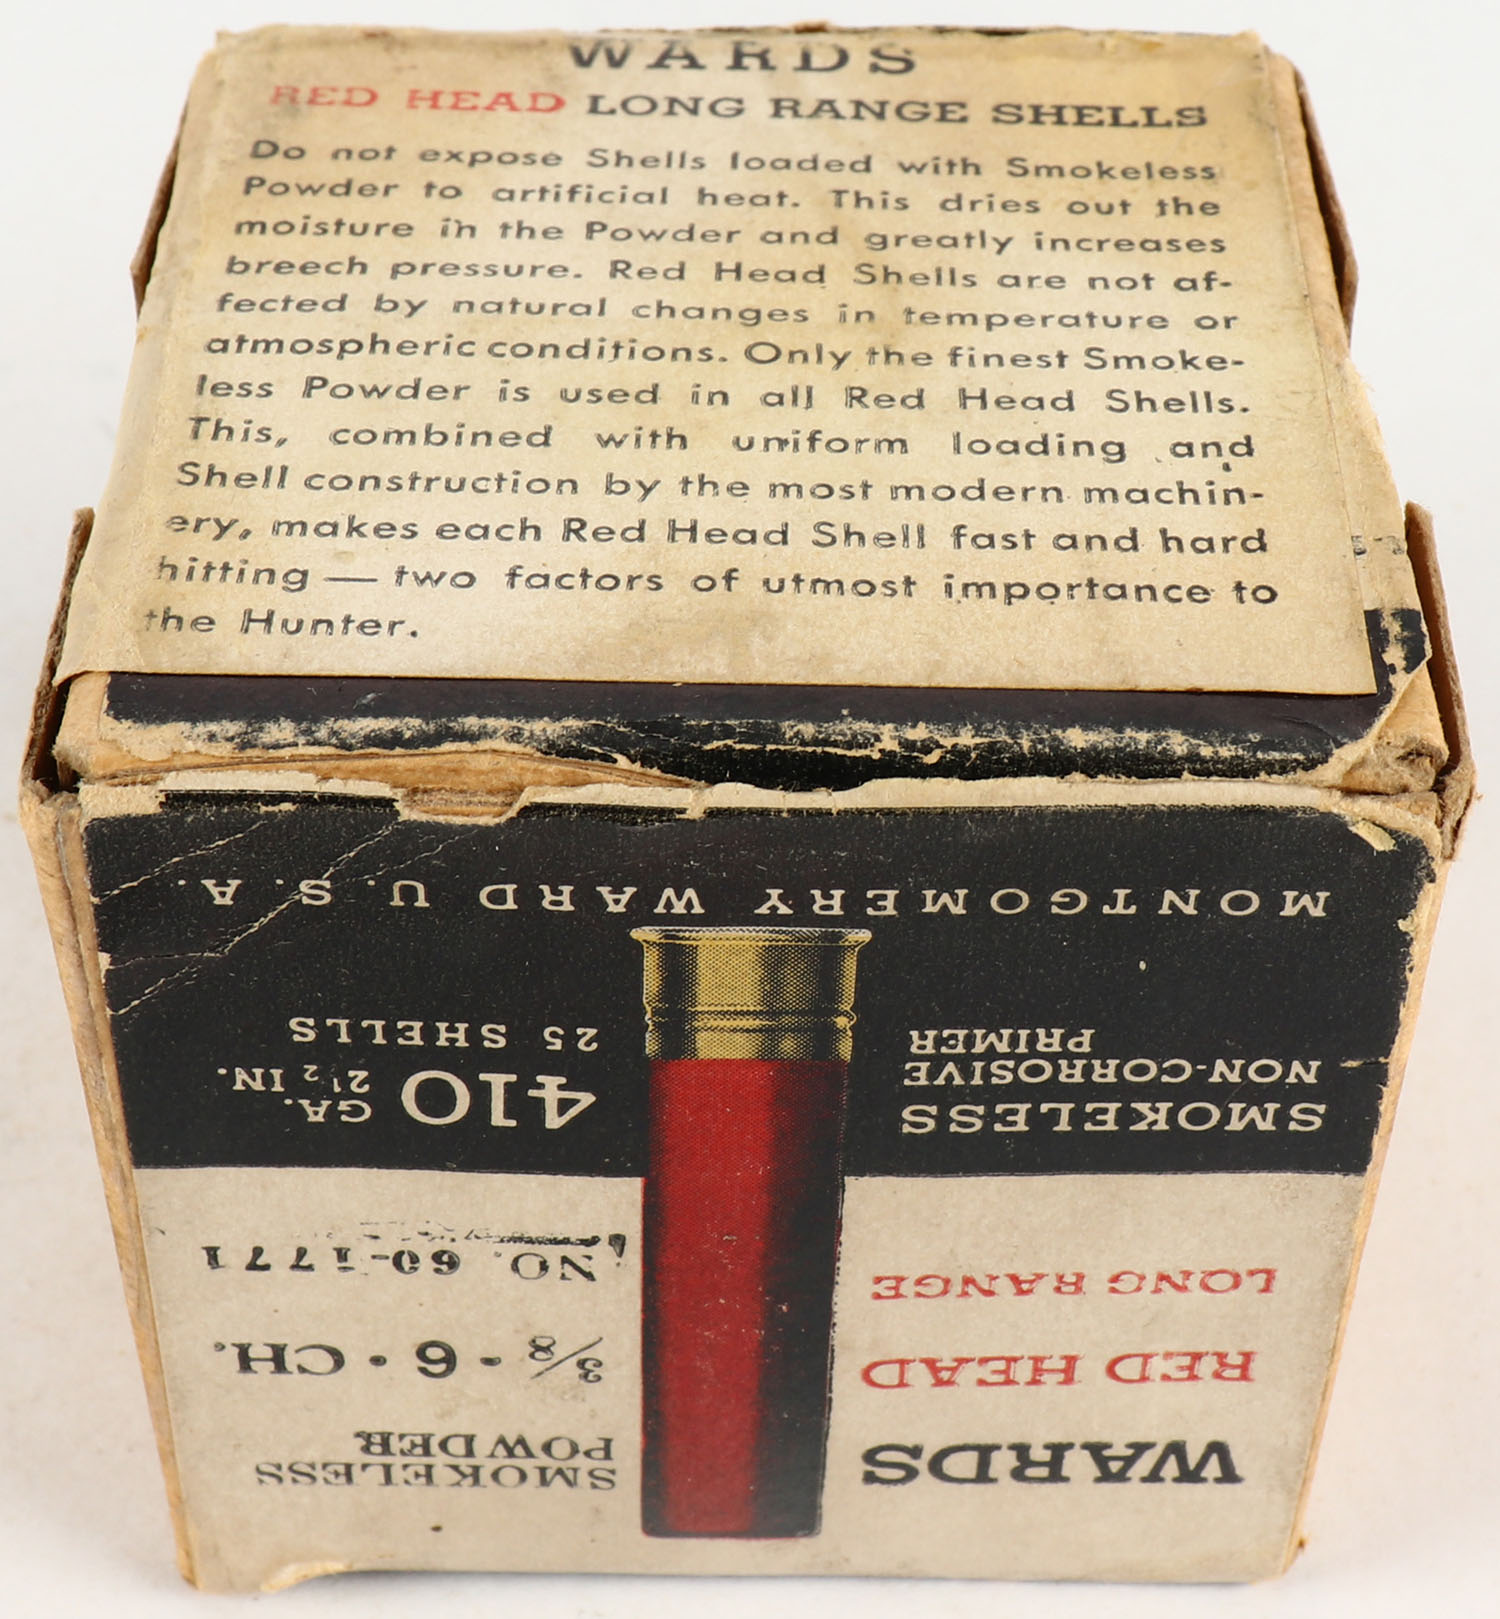 WARDS
RED HEAD LONG RANGE SHELLS
Do not expose Shells loaded with Smokeless
Powder to artificial heat. This dries out the
moisture in the Powder and greatly increases
breech pressure. Red Head Shells are not af-
fected by natural changes in temperature or
atmospheric conditions. Only the finest Smoke-
less Powder is used in all Red Head Shells.
This, combined with uniform loading and
Shell construction by the most modern machin-
ery, makes each Red Head Shell fast and hard
hitting — two factors of utmost importance to
the Hunter.
WARDS
RED HEAD
LONG RANGE
SMOKELESS
NON-CORROSIVE
PRIMER
SMOKELESS
POWDER
3/8 · 6 · CH.
NO. 60-1771
410 GA.
2 1/2 IN.
25 SHELLS
MONTGOMERY WARD U.S.A.